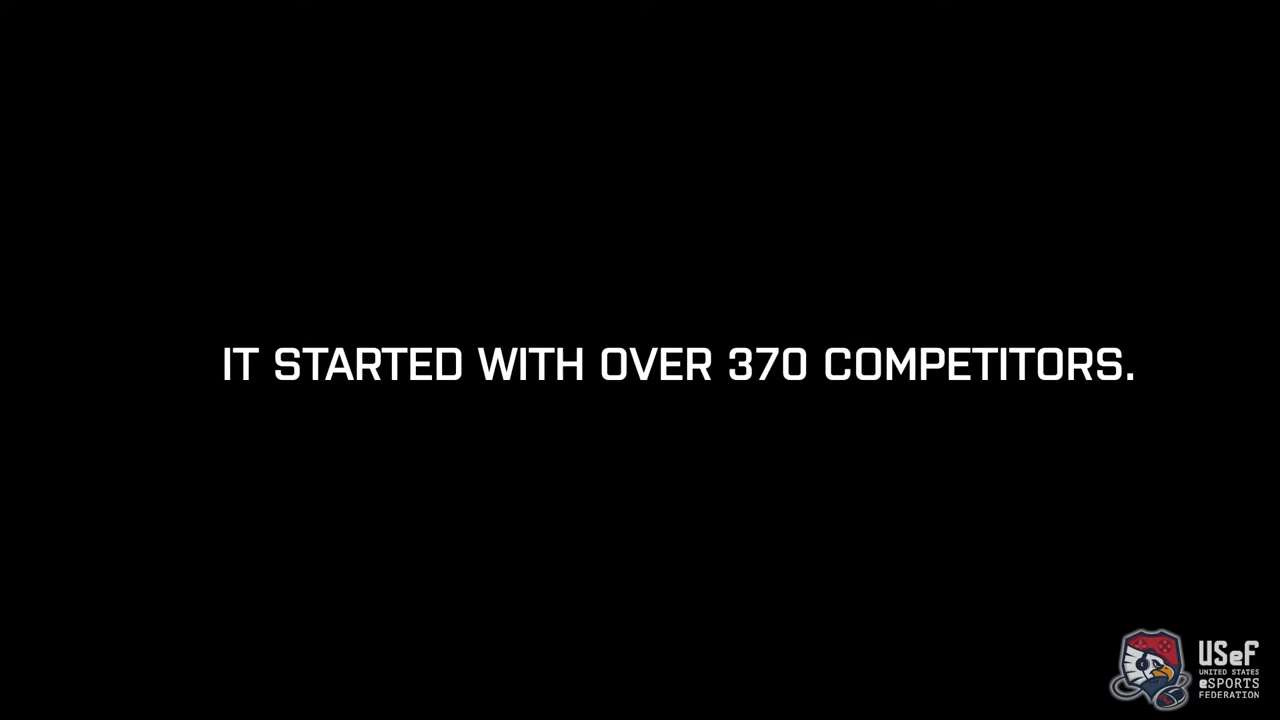 IT STARTED WITH OVER 370 COMPETITORS.
USeF
UNITED STATES
eSPORTS
FEDERATION